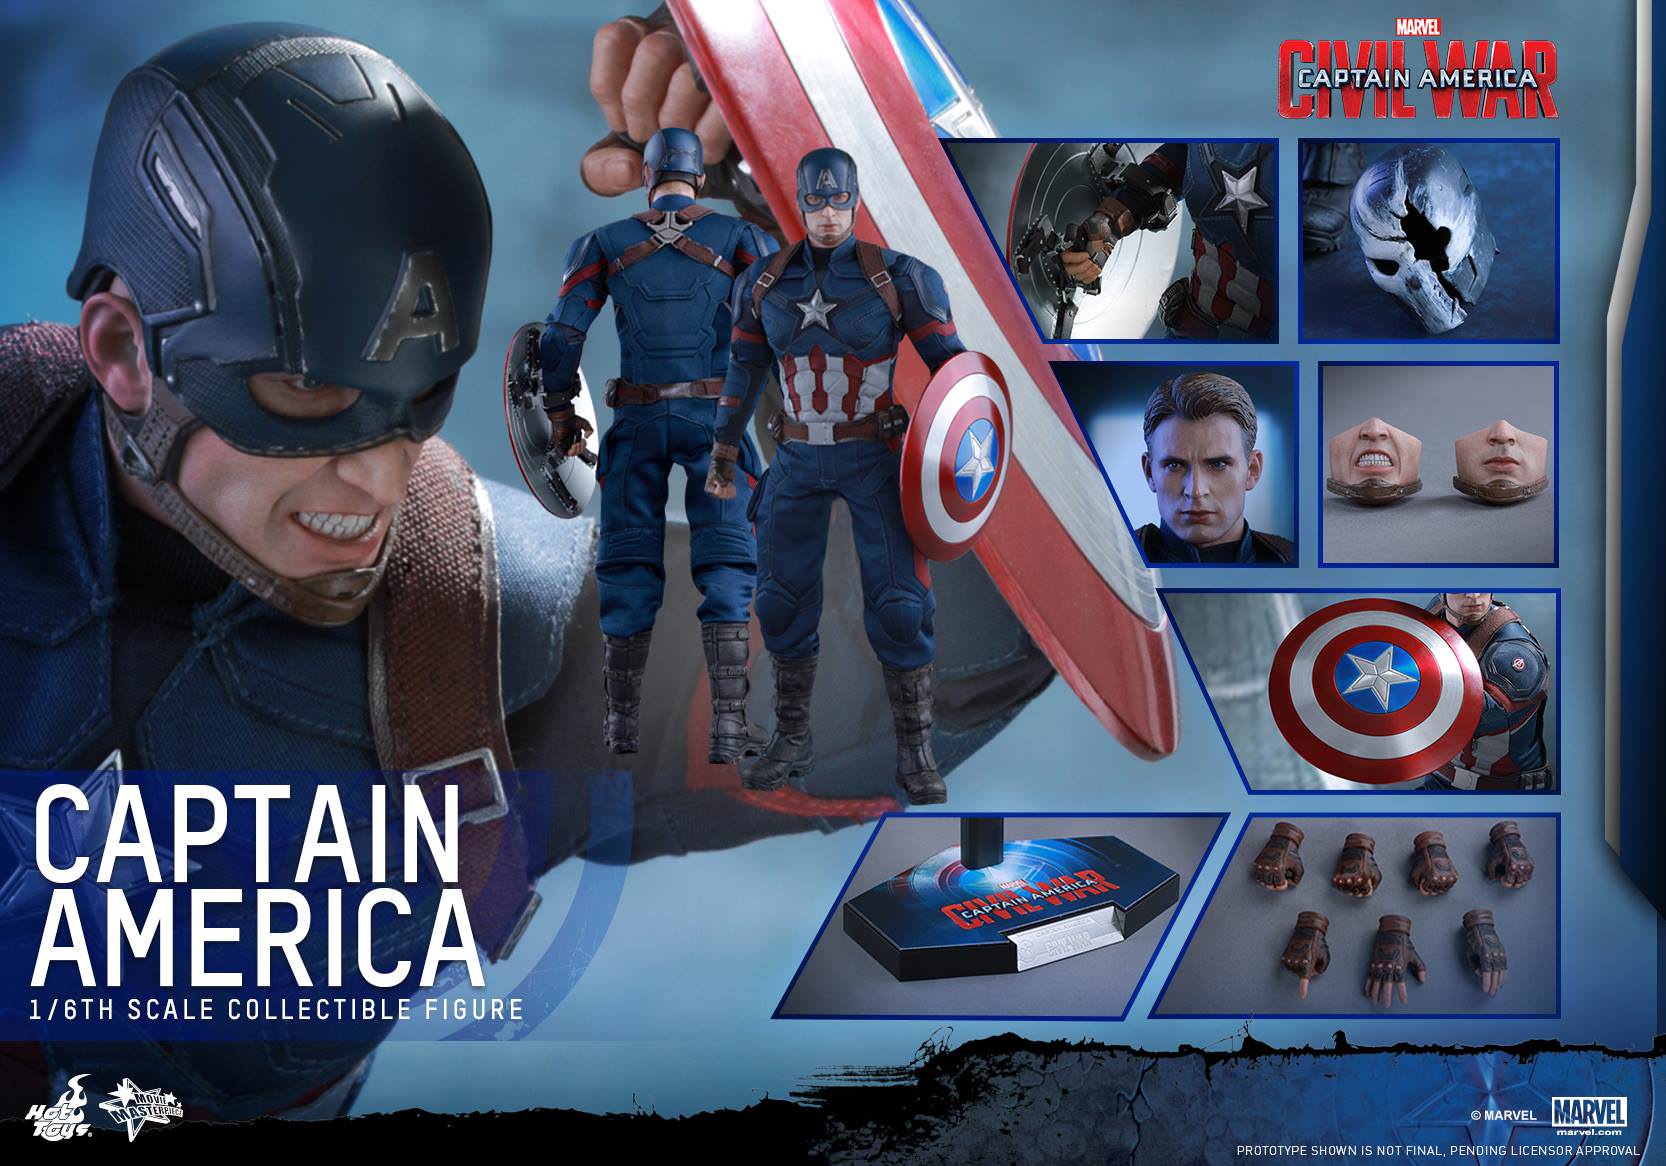 MARVEL
CIVIL WAR
CAPTAIN AMERICA
A
A
CAPTAIN
AMERICA
1/6TH SCALE COLLECTIBLE FIGURE
MARVEL
CIVIL WAR
CAPTAIN AMERICA
Hot
Toys
MOVIE
MASTERPIECE
© MARVEL
MARVEL
marvel.com
PROTOTYPE SHOWN IS NOT FINAL, PENDING LICENSOR APPROVAL